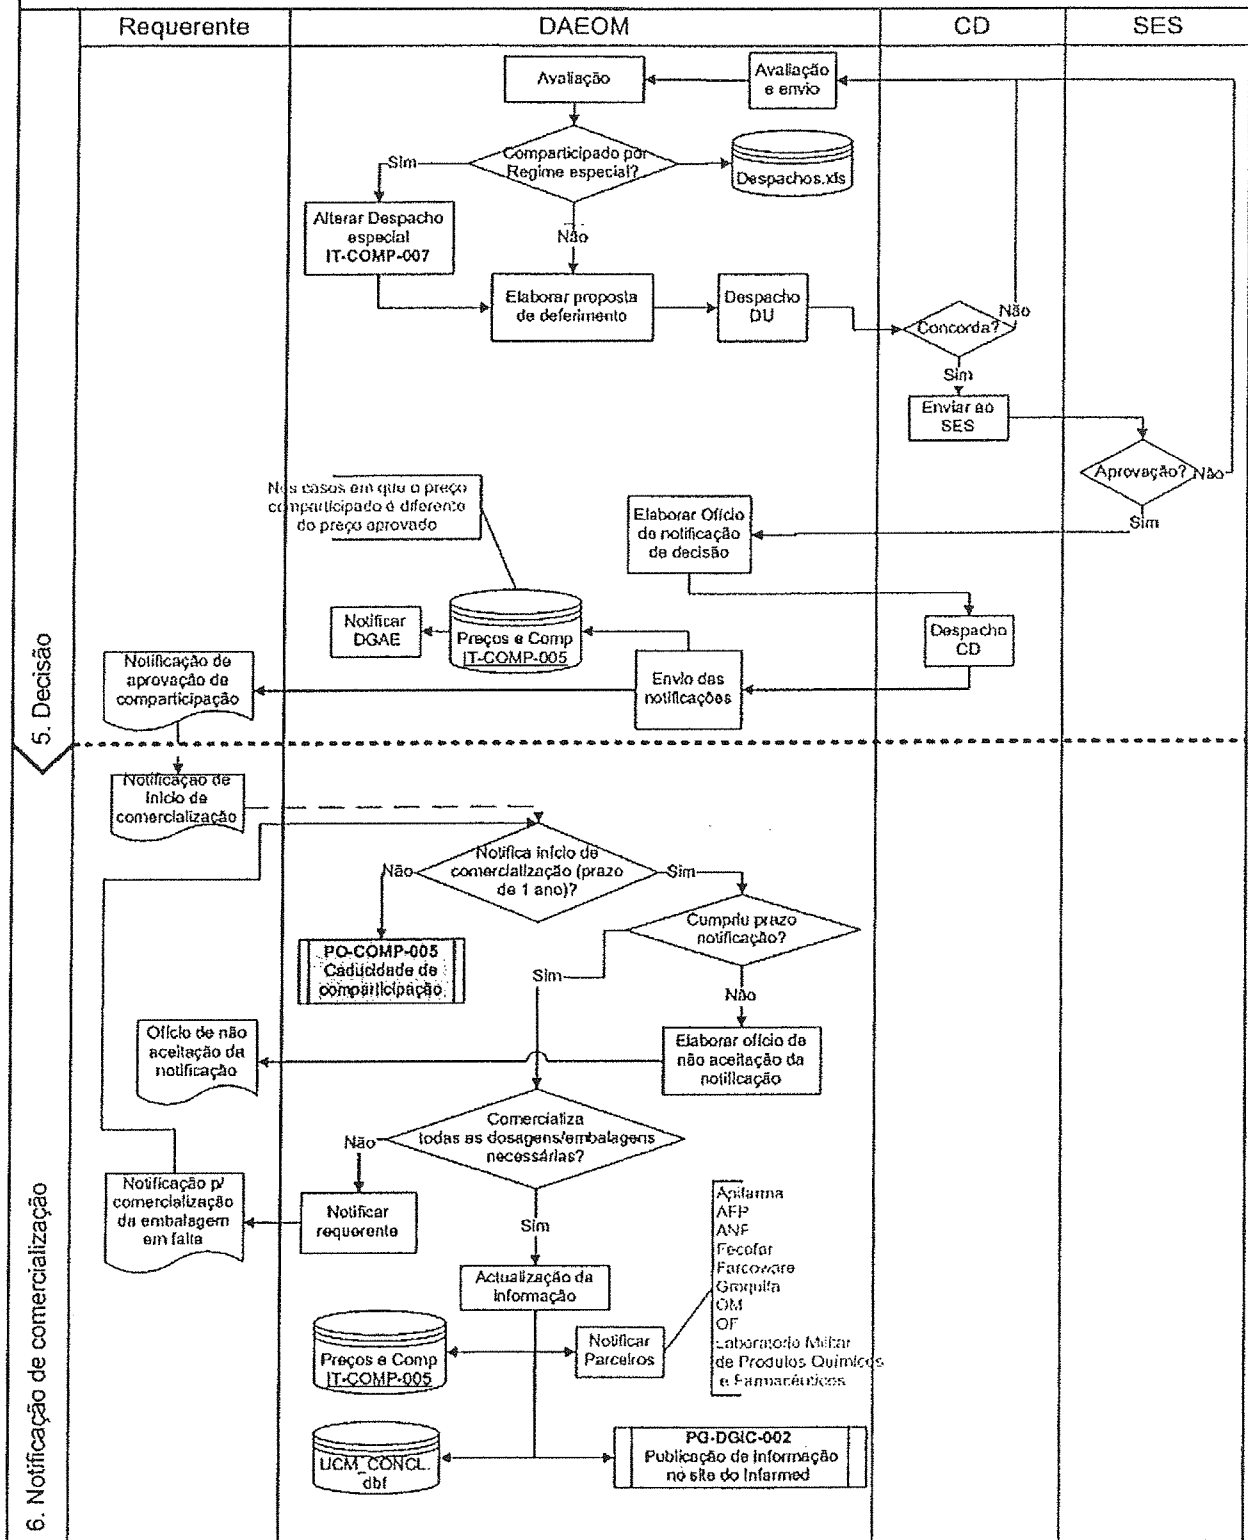 Requerente
DAEOM
CD
SES
5. Decisão
Avaliação
Avaliação
e envio
Comparticipado por
Regime especial?
Despachos.xls
Sim
Alterar Despacho
especial
IT-COMP-007
Não
Elaborar proposta
de deferimento
Despacho
DU
Concorda?
Não
Sim
Enviar ao
SES
Aprovação?
Não
Sim
Nos casos em que o preço
comparticipado é diferente
do preço aprovado
Elaborar Ofício
de notificação
de decisão
Notificar
DGAE
Preços e Comp
IT-COMP-005
Despacho
CD
Envio das
notificações
Notificação de
aprovação de
comparticipação
6. Notificação de comercialização
Notificação de
início de
comercialização
Notifica início de
comercialização (prazo
de 1 ano)?
Não
Sim
Cumpriu prazo
notificação?
PO-COMP-005
Caducidade de
comparticipação
Sim
Não
Ofício de não
aceitação da
notificação
Elaborar ofício de
não aceitação da
notificação
Comercializa
todas as dosagens/embalagens
necessárias?
Não
Notificação p/
comercialização
da embalagem
em falta
Notificar
requerente
Sim
Apifarma
AFP
ANF
Fecofar
Farcoware
Groquifa
OM
OF
Laboratório Militar
de Produtos Químicos
e Farmacêuticos
Actualização da
informação
Preços e Comp
IT-COMP-005
Notificar
Parceiros
UCM_CONCL.
dbf
PG-DGIC-002
Publicação de informação
no site do Infarmed